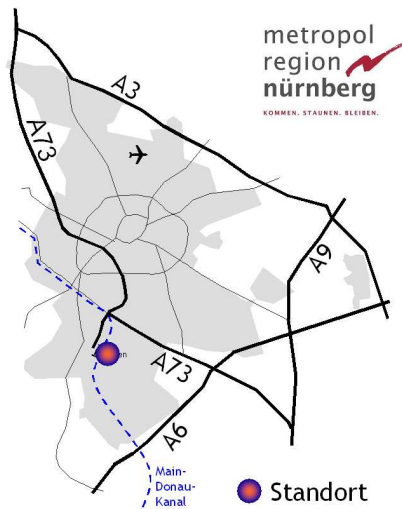 metropol
region
nürnberg
KOMMEN. STAUNEN. BLEIBEN.
A3
A73
A9
A73
A6
Main-
Donau-
Kanal
Standort